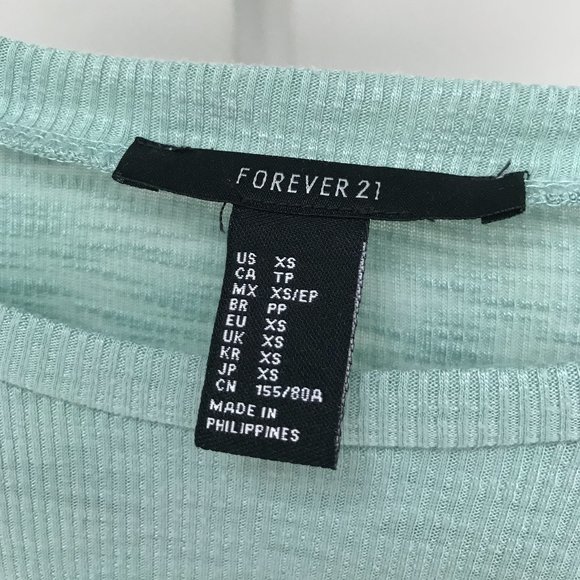 FOREVER 21
US XS
CA TP
MX XS/EP
BR PP
EU XS
UK XS
KR XS
JP XS
CN 155/80A
MADE IN
PHILIPPINES